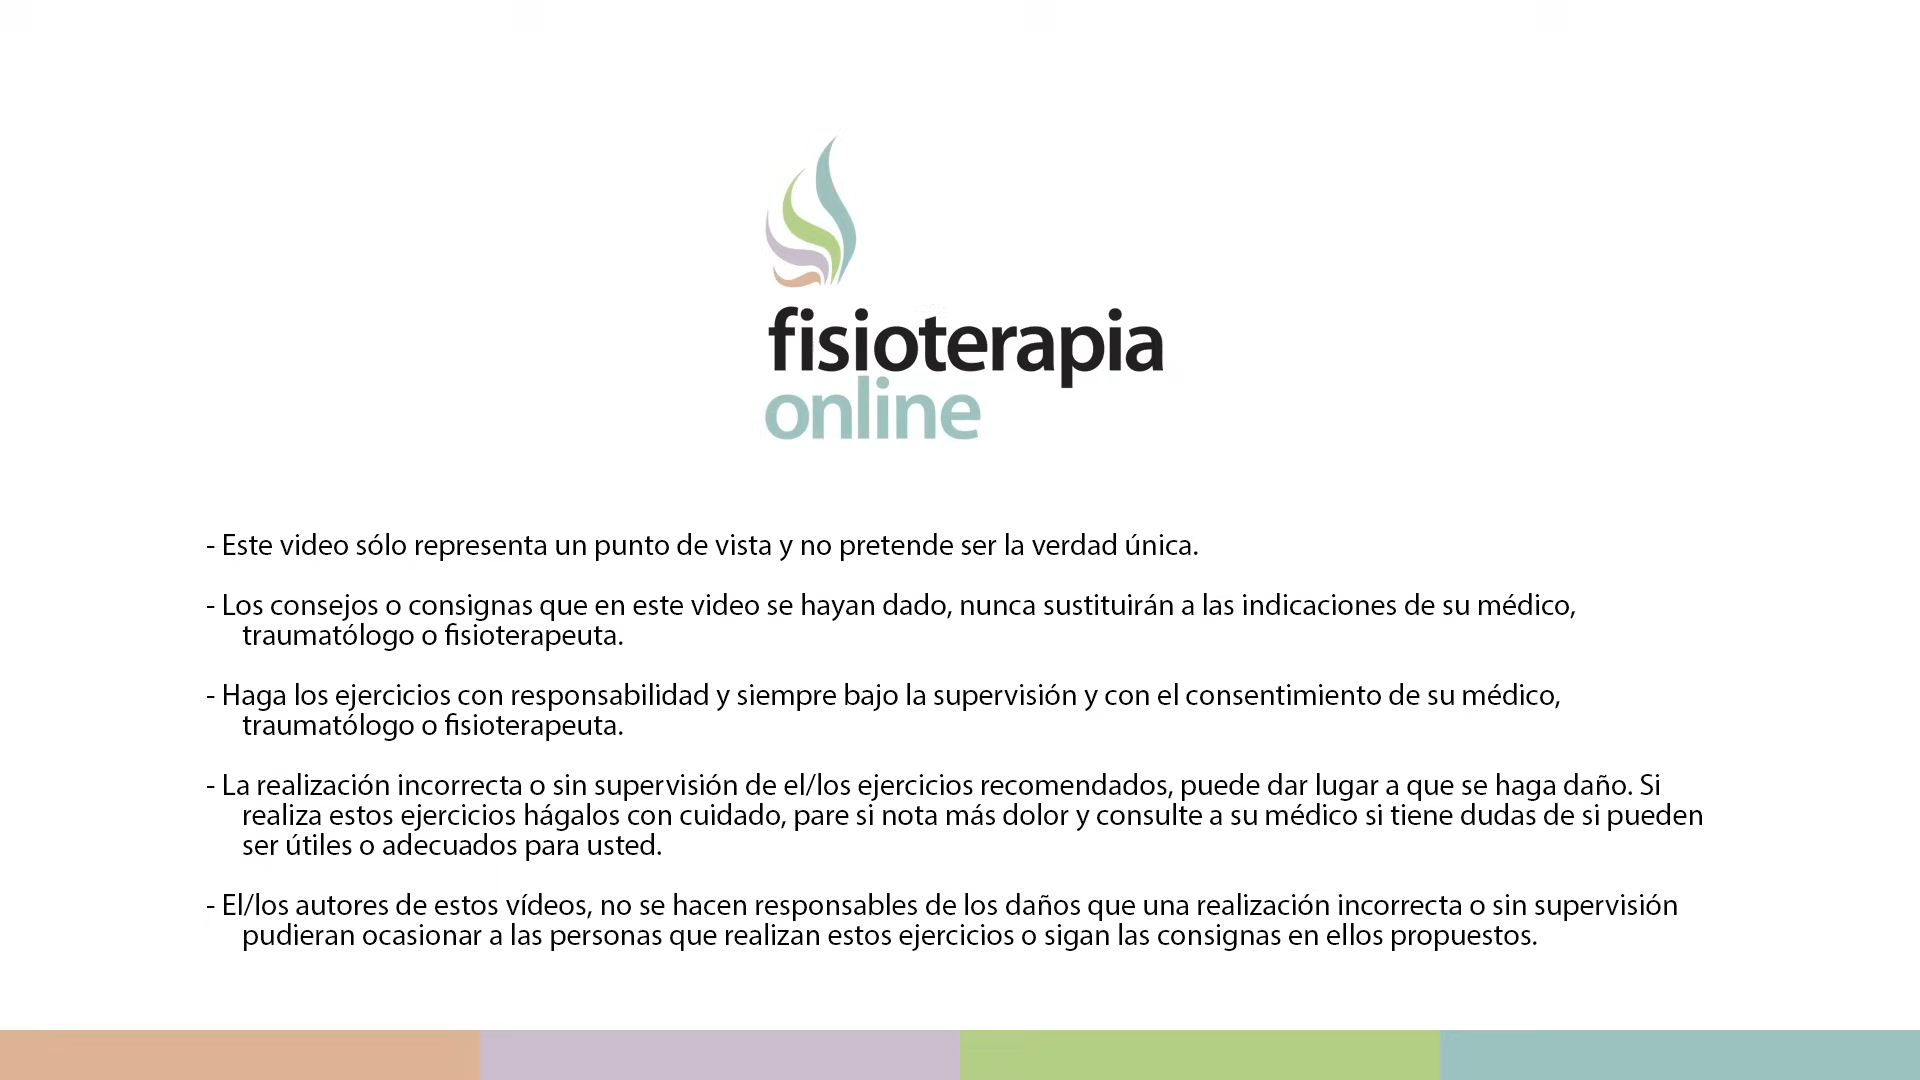 fisioterapia
online
- Este video sólo representa un punto de vista y no pretende ser la verdad única.
- Los consejos o consignas que en este video se hayan dado, nunca sustituirán a las indicaciones de su médico,
traumatólogo o fisioterapeuta.
- Haga los ejercicios con responsabilidad y siempre bajo la supervisión y con el consentimiento de su médico,
traumatólogo o fisioterapeuta.
- La realización incorrecta o sin supervisión de el/los ejercicios recomendados, puede dar lugar a que se haga daño. Si
realiza estos ejercicios hágalos con cuidado, pare si nota más dolor y consulte a su médico si tiene dudas de si pueden
ser útiles o adecuados para usted.
- El/los autores de estos vídeos, no se hacen responsables de los daños que una realización incorrecta o sin supervisión
pudieran ocasionar a las personas que realizan estos ejercicios o sigan las consignas en ellos propuestos.